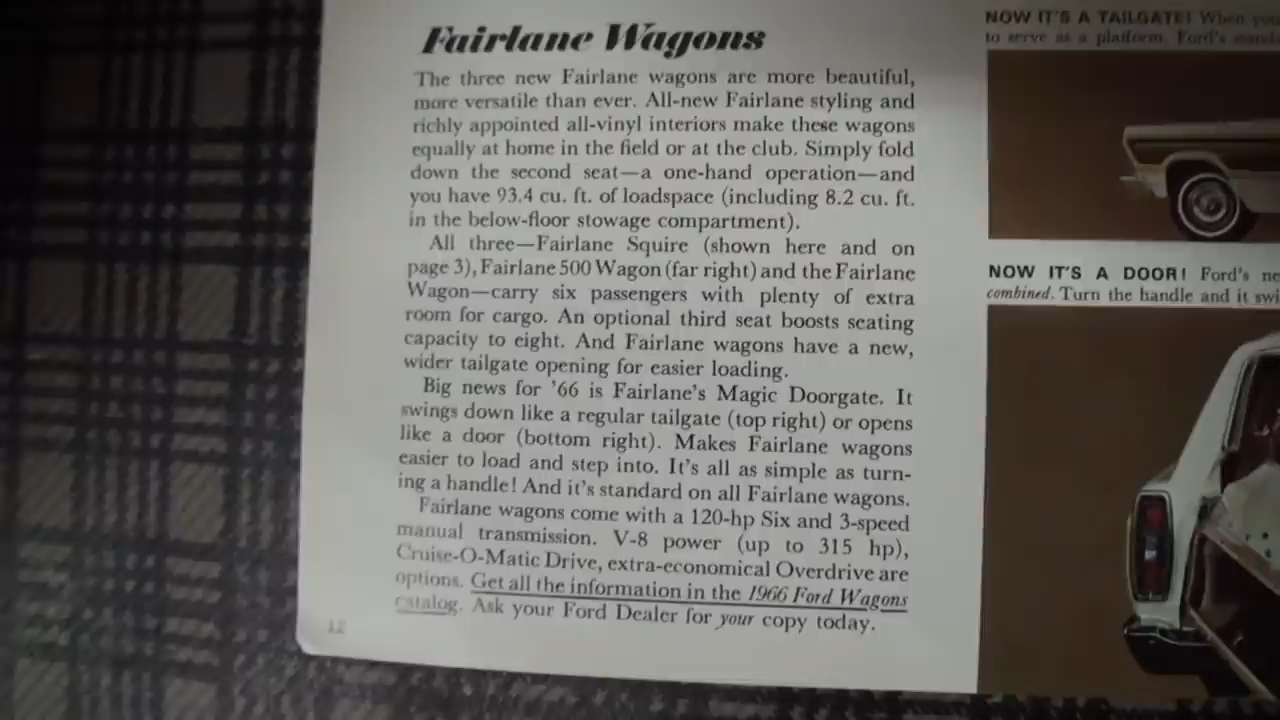 Fairlane Wagons
The three new Fairlane wagons are more beautiful,
more versatile than ever. All-new Fairlane styling and
richly appointed all-vinyl interiors make these wagons
equally at home in the field or at the club. Simply fold
down the second seat—a one-hand operation—and
you have 93.4 cu. ft. of loadspace (including 8.2 cu. ft.
in the below-floor stowage compartment).
All three—Fairlane Squire (shown here and on
page 3), Fairlane 500 Wagon (far right) and the Fairlane
Wagon—carry six passengers with plenty of extra
room for cargo. An optional third seat boosts seating
capacity to eight. And Fairlane wagons have a new,
wider tailgate opening for easier loading.
Big news for '66 is Fairlane's Magic Doorgate. It
swings down like a regular tailgate (top right) or opens
like a door (bottom right). Makes Fairlane wagons
easier to load and step into. It's all as simple as turn-
ing a handle! And it's standard on all Fairlane wagons.
Fairlane wagons come with a 120-hp Six and 3-speed
manual transmission. V-8 power (up to 315 hp),
Cruise-O-Matic Drive, extra-economical Overdrive are
options. Get all the information in the 1966 Ford Wagons
catalog. Ask your Ford Dealer for your copy today.
12
NOW IT'S A TAILGATE! When you
to serve as a platform. Ford's
NOW IT'S A DOOR! Ford's ne
combined. Turn the handle and it swi